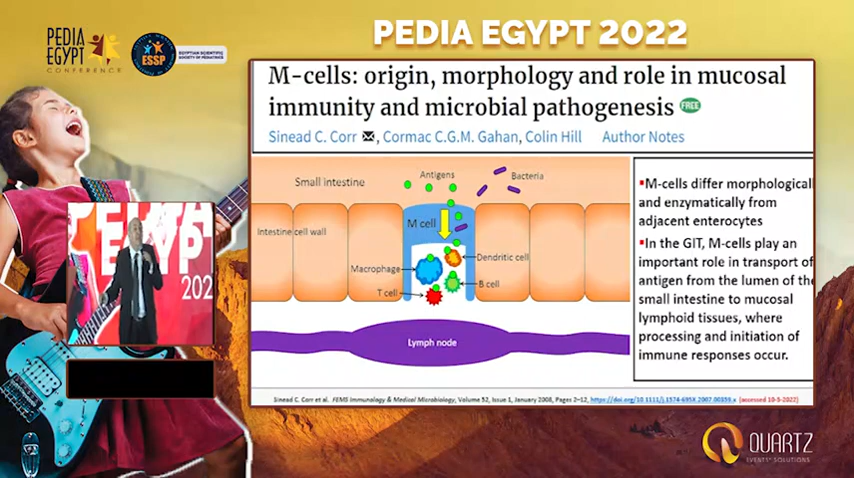 PEDIA EGYPT 2022
PEDIA
EGYPT
CONFERENCE
ESSP
EGYPTIAN SCIENTIFIC
SOCIETY OF PEDIATRICS
M-cells: origin, morphology and role in mucosal
immunity and microbial pathogenesis FREE
Sinead C. Corr, Cormac C.G.M. Gahan, Colin Hill Author Notes
Small intestine
Antigens
Bacteria
M cell
Intestine cell wall
Dendritic cell
Macrophage
B cell
T cell
Lymph node
▪M-cells differ morphologicall
and enzymatically from
adjacent enterocytes
▪In the GIT, M-cells play an
important role in transport of
antigen from the lumen of the
small intestine to mucosal
lymphoid tissues, where
processing and initiation of
immune responses occur.
Sinead C. Corr et al. FEMS Immunology & Medical Microbiology, Volume 52, Issue 1, January 2008, Pages 2–12, https://doi.org/10.1111/j.1574-695X.2007.00359.x (accessed 10-5-2022)
EGYP
202
QUARTZ
EVENTS' SOLUTIONS